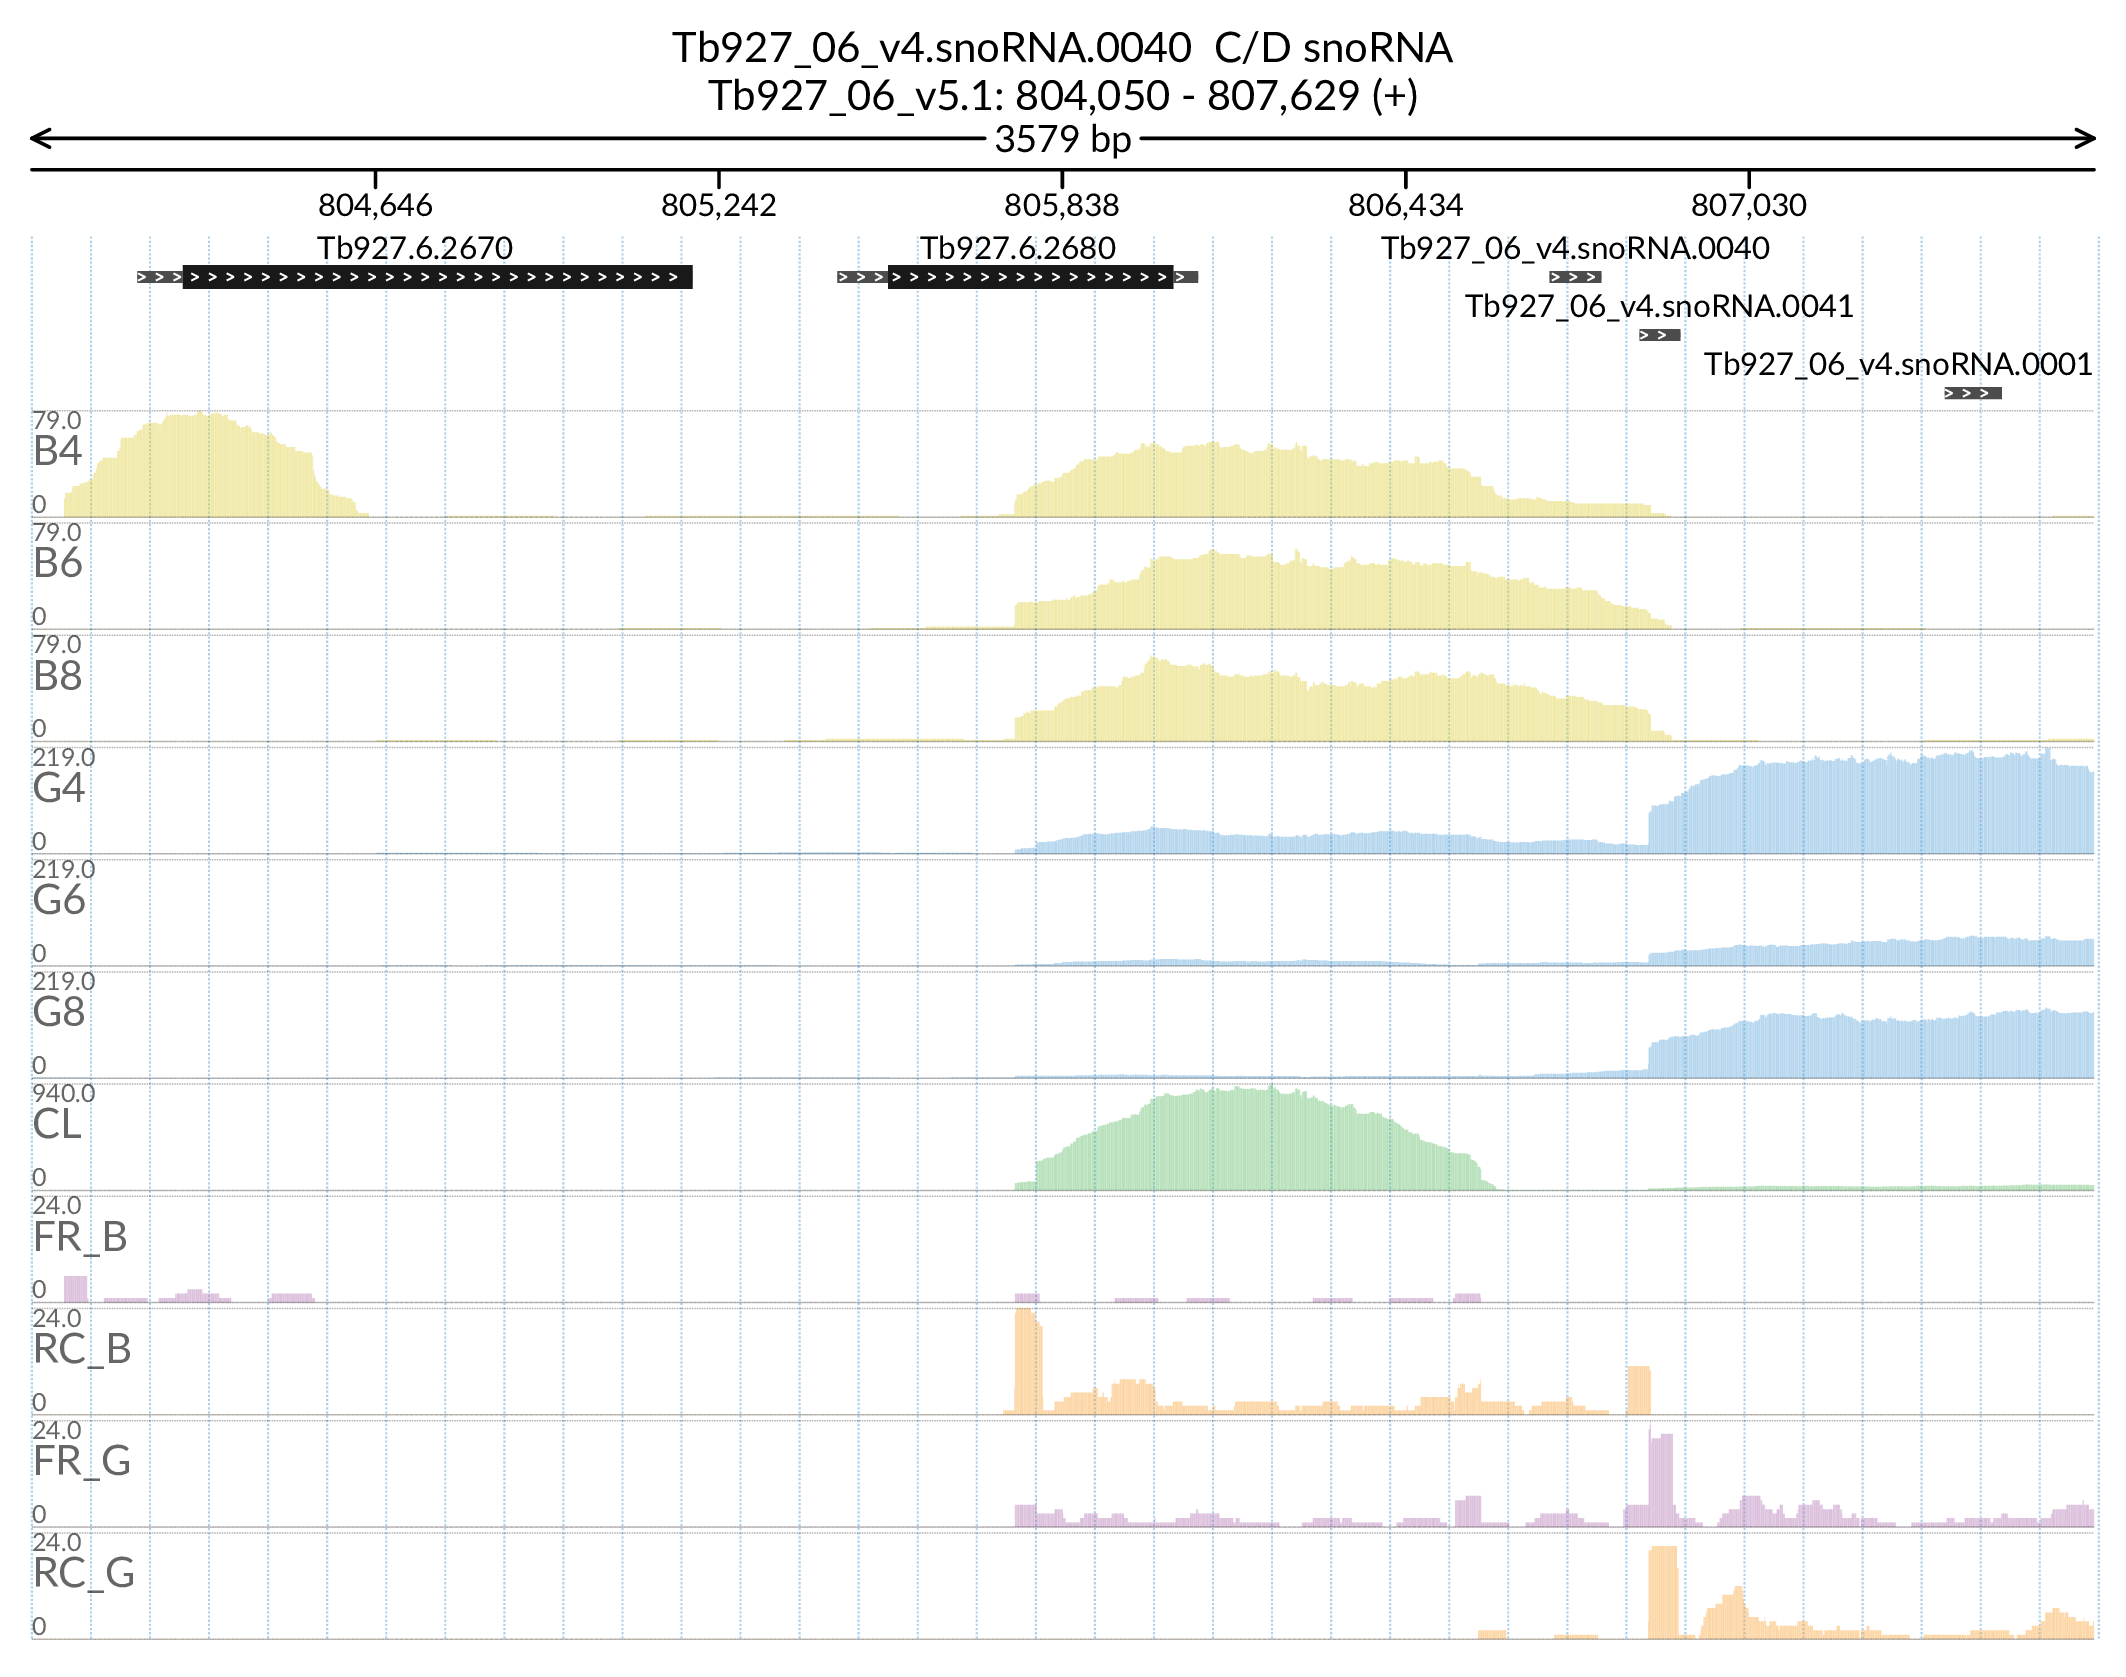 Tb927_06_v4.snoRNA.0040  C/D snoRNA
Tb927_06_v5.1: 804,050 - 807,629 (+)
3579 bp
804,646 805,242 805,838 806,434 807,030
Tb927.6.2670 Tb927.6.2680 Tb927_06_v4.snoRNA.0040
Tb927_06_v4.snoRNA.0041
Tb927_06_v4.snoRNA.0001
79.0
B4
0
79.0
B6
0
79.0
B8
0
219.0
G4
0
219.0
G6
0
219.0
G8
0
940.0
CL
0
24.0
FR_B
0
24.0
RC_B
0
24.0
FR_G
0
24.0
RC_G
0